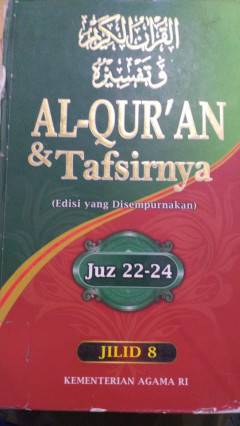 القرآن الكريم
وتفسيره
AL-QUR'AN
& Tafsirnya
(Edisi yang Disempurnakan)
Juz 22-24
JILID 8
KEMENTERIAN AGAMA RI